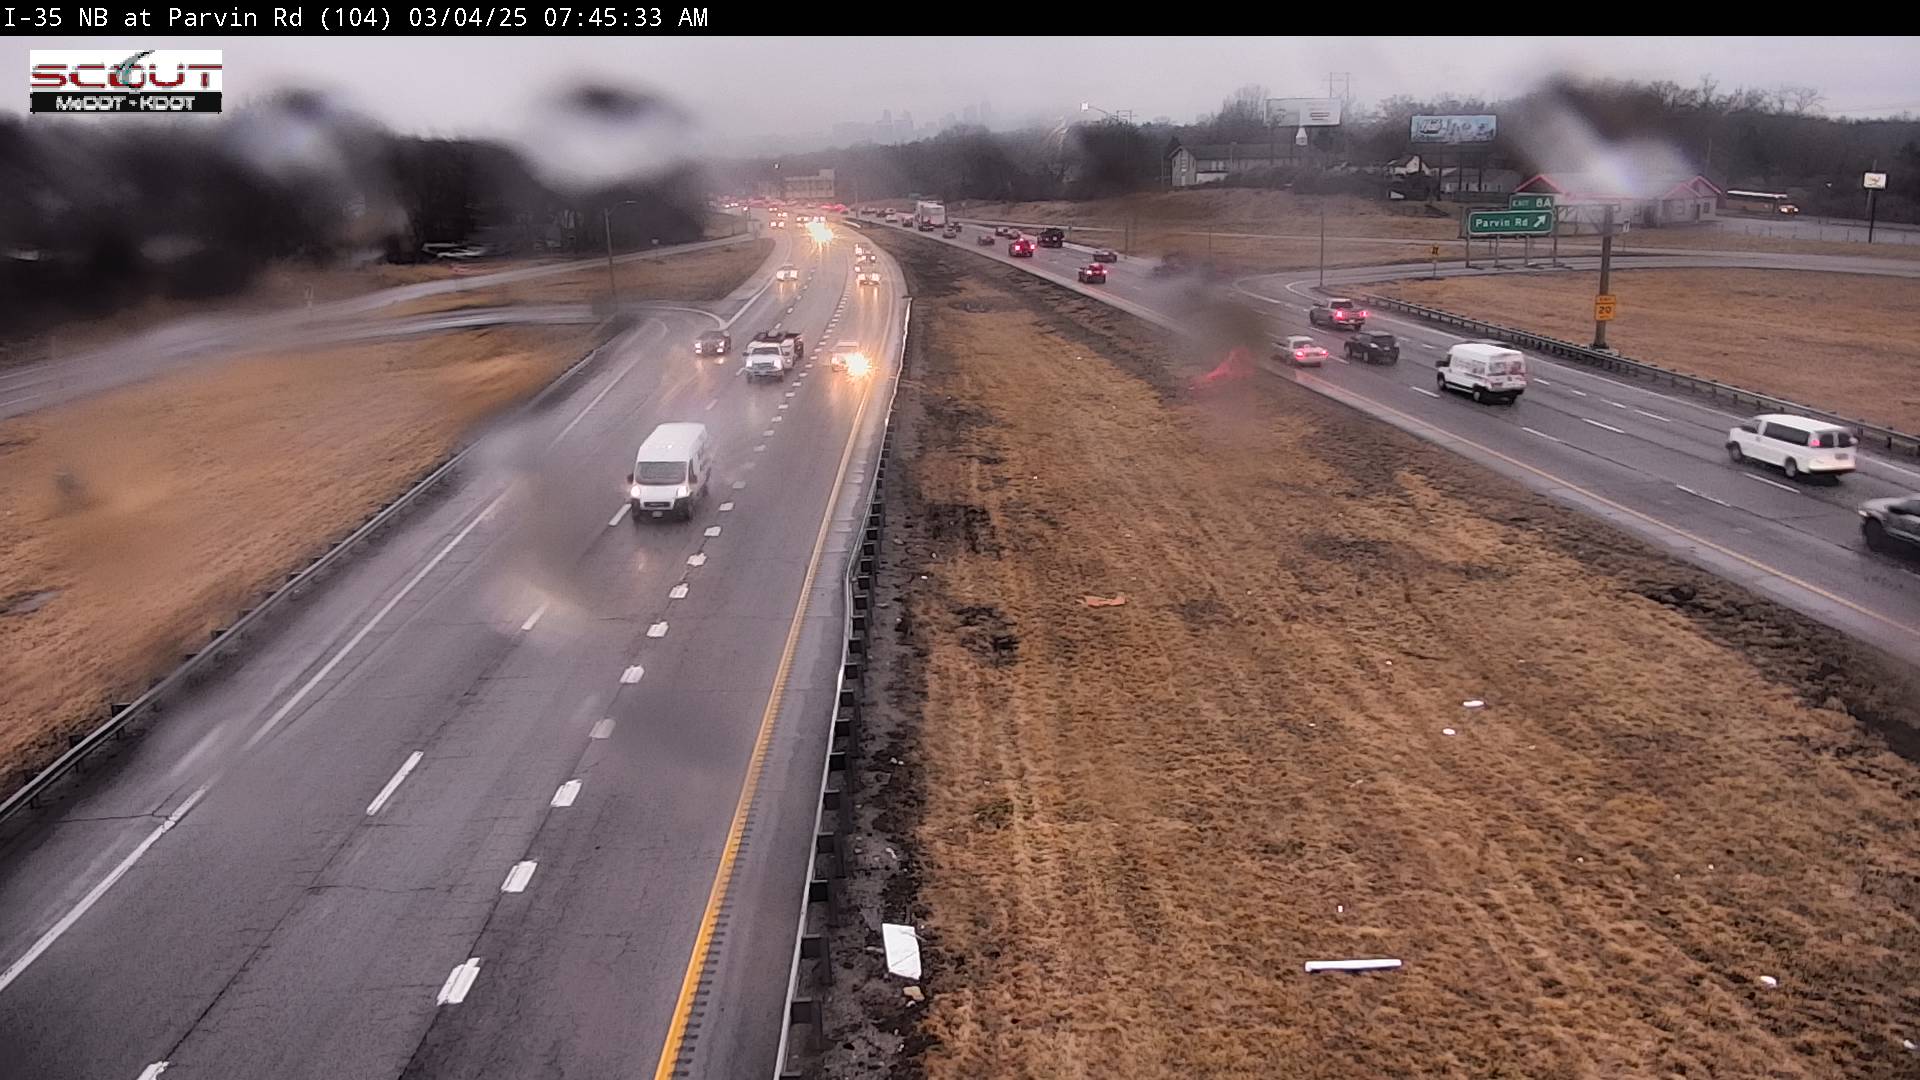 I-35 NB at Parvin Rd (104) 03/04/25 07:45:33 AM
SCOUT
MoDOT - KDOT
EXIT 8A
Parvin Rd
20